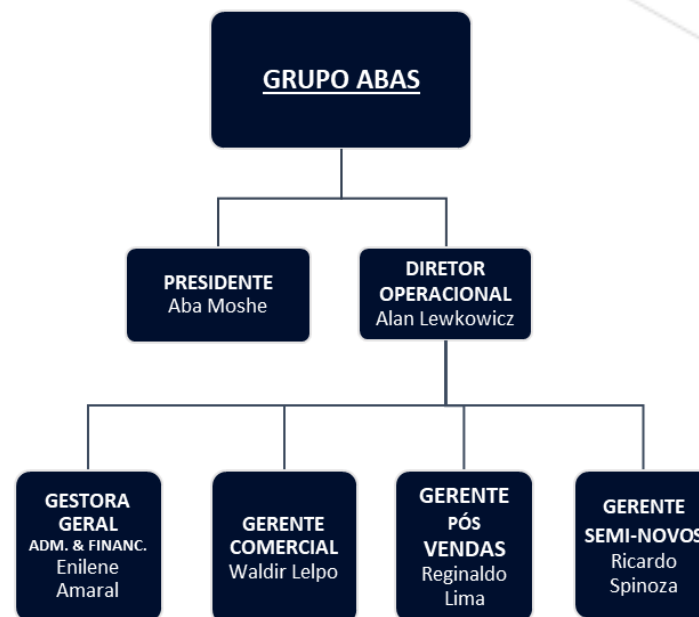 GRUPO ABAS
PRESIDENTE
Aba Moshe
DIRETOR
OPERACIONAL
Alan Lewkowicz
GESTORA
GERAL
ADM. & FINANC.
Enilene
Amaral
GERENTE
COMERCIAL
Waldir Lelpo
GERENTE
PÓS
VENDAS
Reginaldo
Lima
GERENTE
SEMI-NOVOS
Ricardo
Spinoza